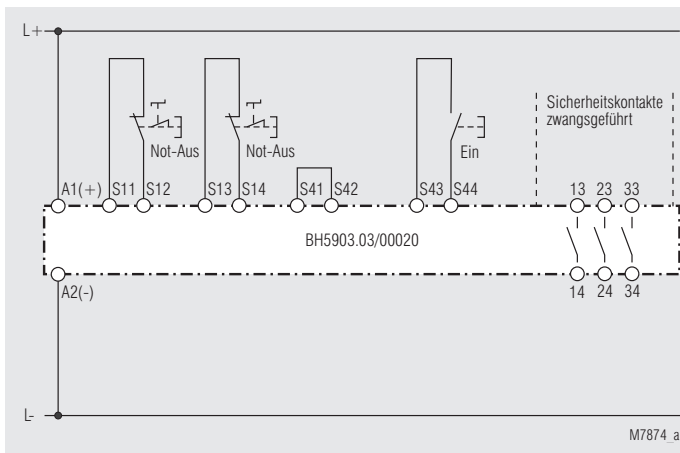 L+
Sicherheitskontakte
zwangsgeführt
Not-Aus
Not-Aus
Ein
A1(+) S11 S12 S13 S14 S41 S42 S43 S44 13 23 33
BH5903.03/00020
A2(-) 14 24 34
L-
M7874_a